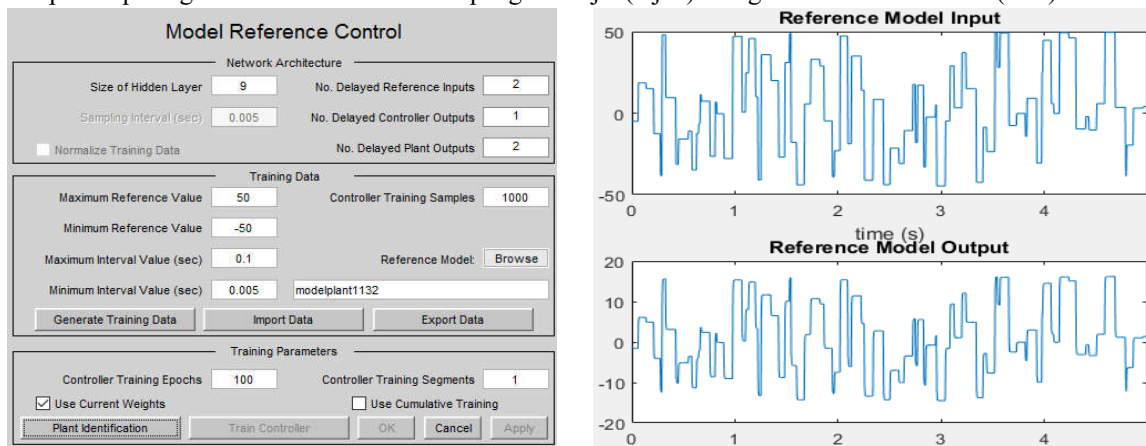 Model Reference Control
Network Architecture
Size of Hidden Layer 9 No. Delayed Reference Inputs 2
Sampling Interval (sec) 0.005 No. Delayed Controller Outputs 1
Normalize Training Data No. Delayed Plant Outputs 2
Training Data
Maximum Reference Value 50 Controller Training Samples 1000
Minimum Reference Value -50
Maximum Interval Value (sec) 0.1 Reference Model: Browse
Minimum Interval Value (sec) 0.005 modelplant1132
Generate Training Data Import Data Export Data
Training Parameters
Controller Training Epochs 100 Controller Training Segments 1
Use Current Weights Use Cumulative Training
Plant Identification Train Controller OK Cancel Apply
Reference Model Input
50
0
-50
0 1 2 3 4
time (s)
Reference Model Output
20
10
0
-10
-20
0 1 2 3 4